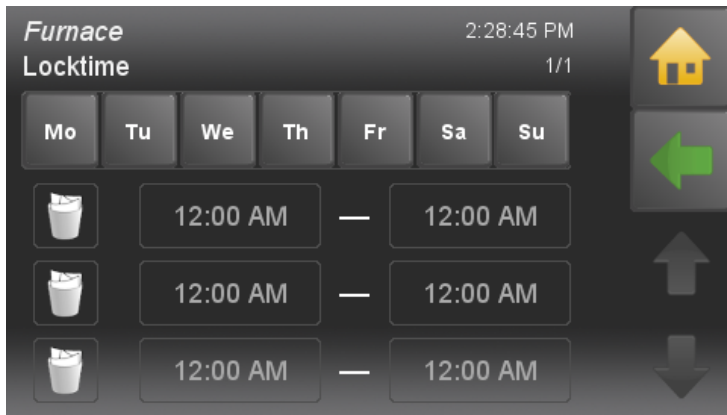 Furnace 2:28:45 PM
Locktime 1/1
Mo Tu We Th Fr Sa Su
12:00 AM — 12:00 AM
12:00 AM — 12:00 AM
12:00 AM — 12:00 AM